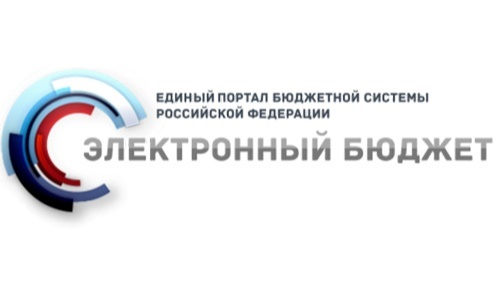 ЕДИНЫЙ ПОРТАЛ БЮДЖЕТНОЙ СИСТЕМЫ
РОССИЙСКОЙ ФЕДЕРАЦИИ
ЭЛЕКТРОННЫЙ БЮДЖЕТ